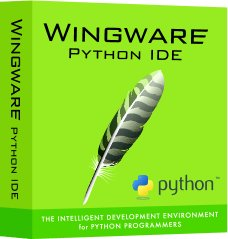 WINGWARE
PYTHON IDE
WINGWARE
PYTHON IDE
python™
THE INTELLIGENT DEVELOPMENT ENVIRONMENT
for PYTHON PROGRAMMERS